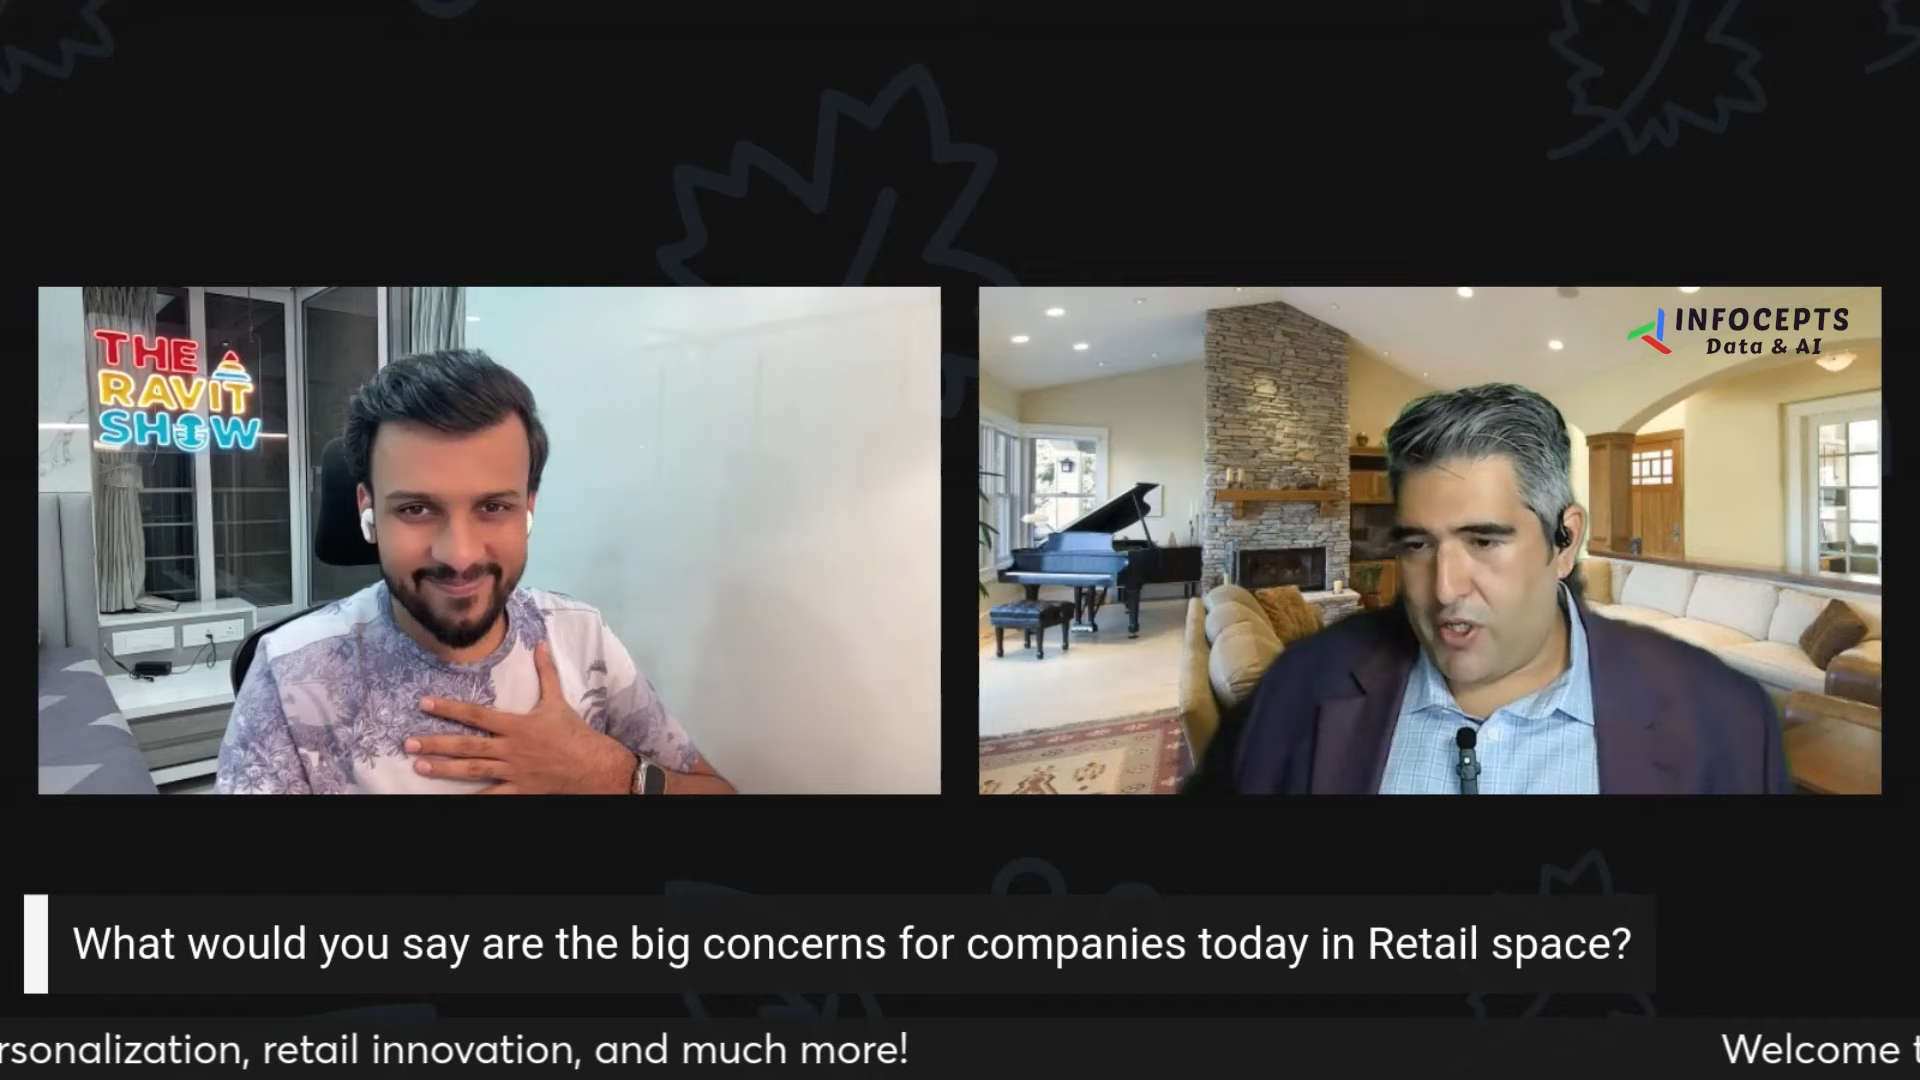 THE
RAVIT
SHOW
INFOCEPTS
Data & AI
What would you say are the big concerns for companies today in Retail space?
rsonalization, retail innovation, and much more!
Welcome t